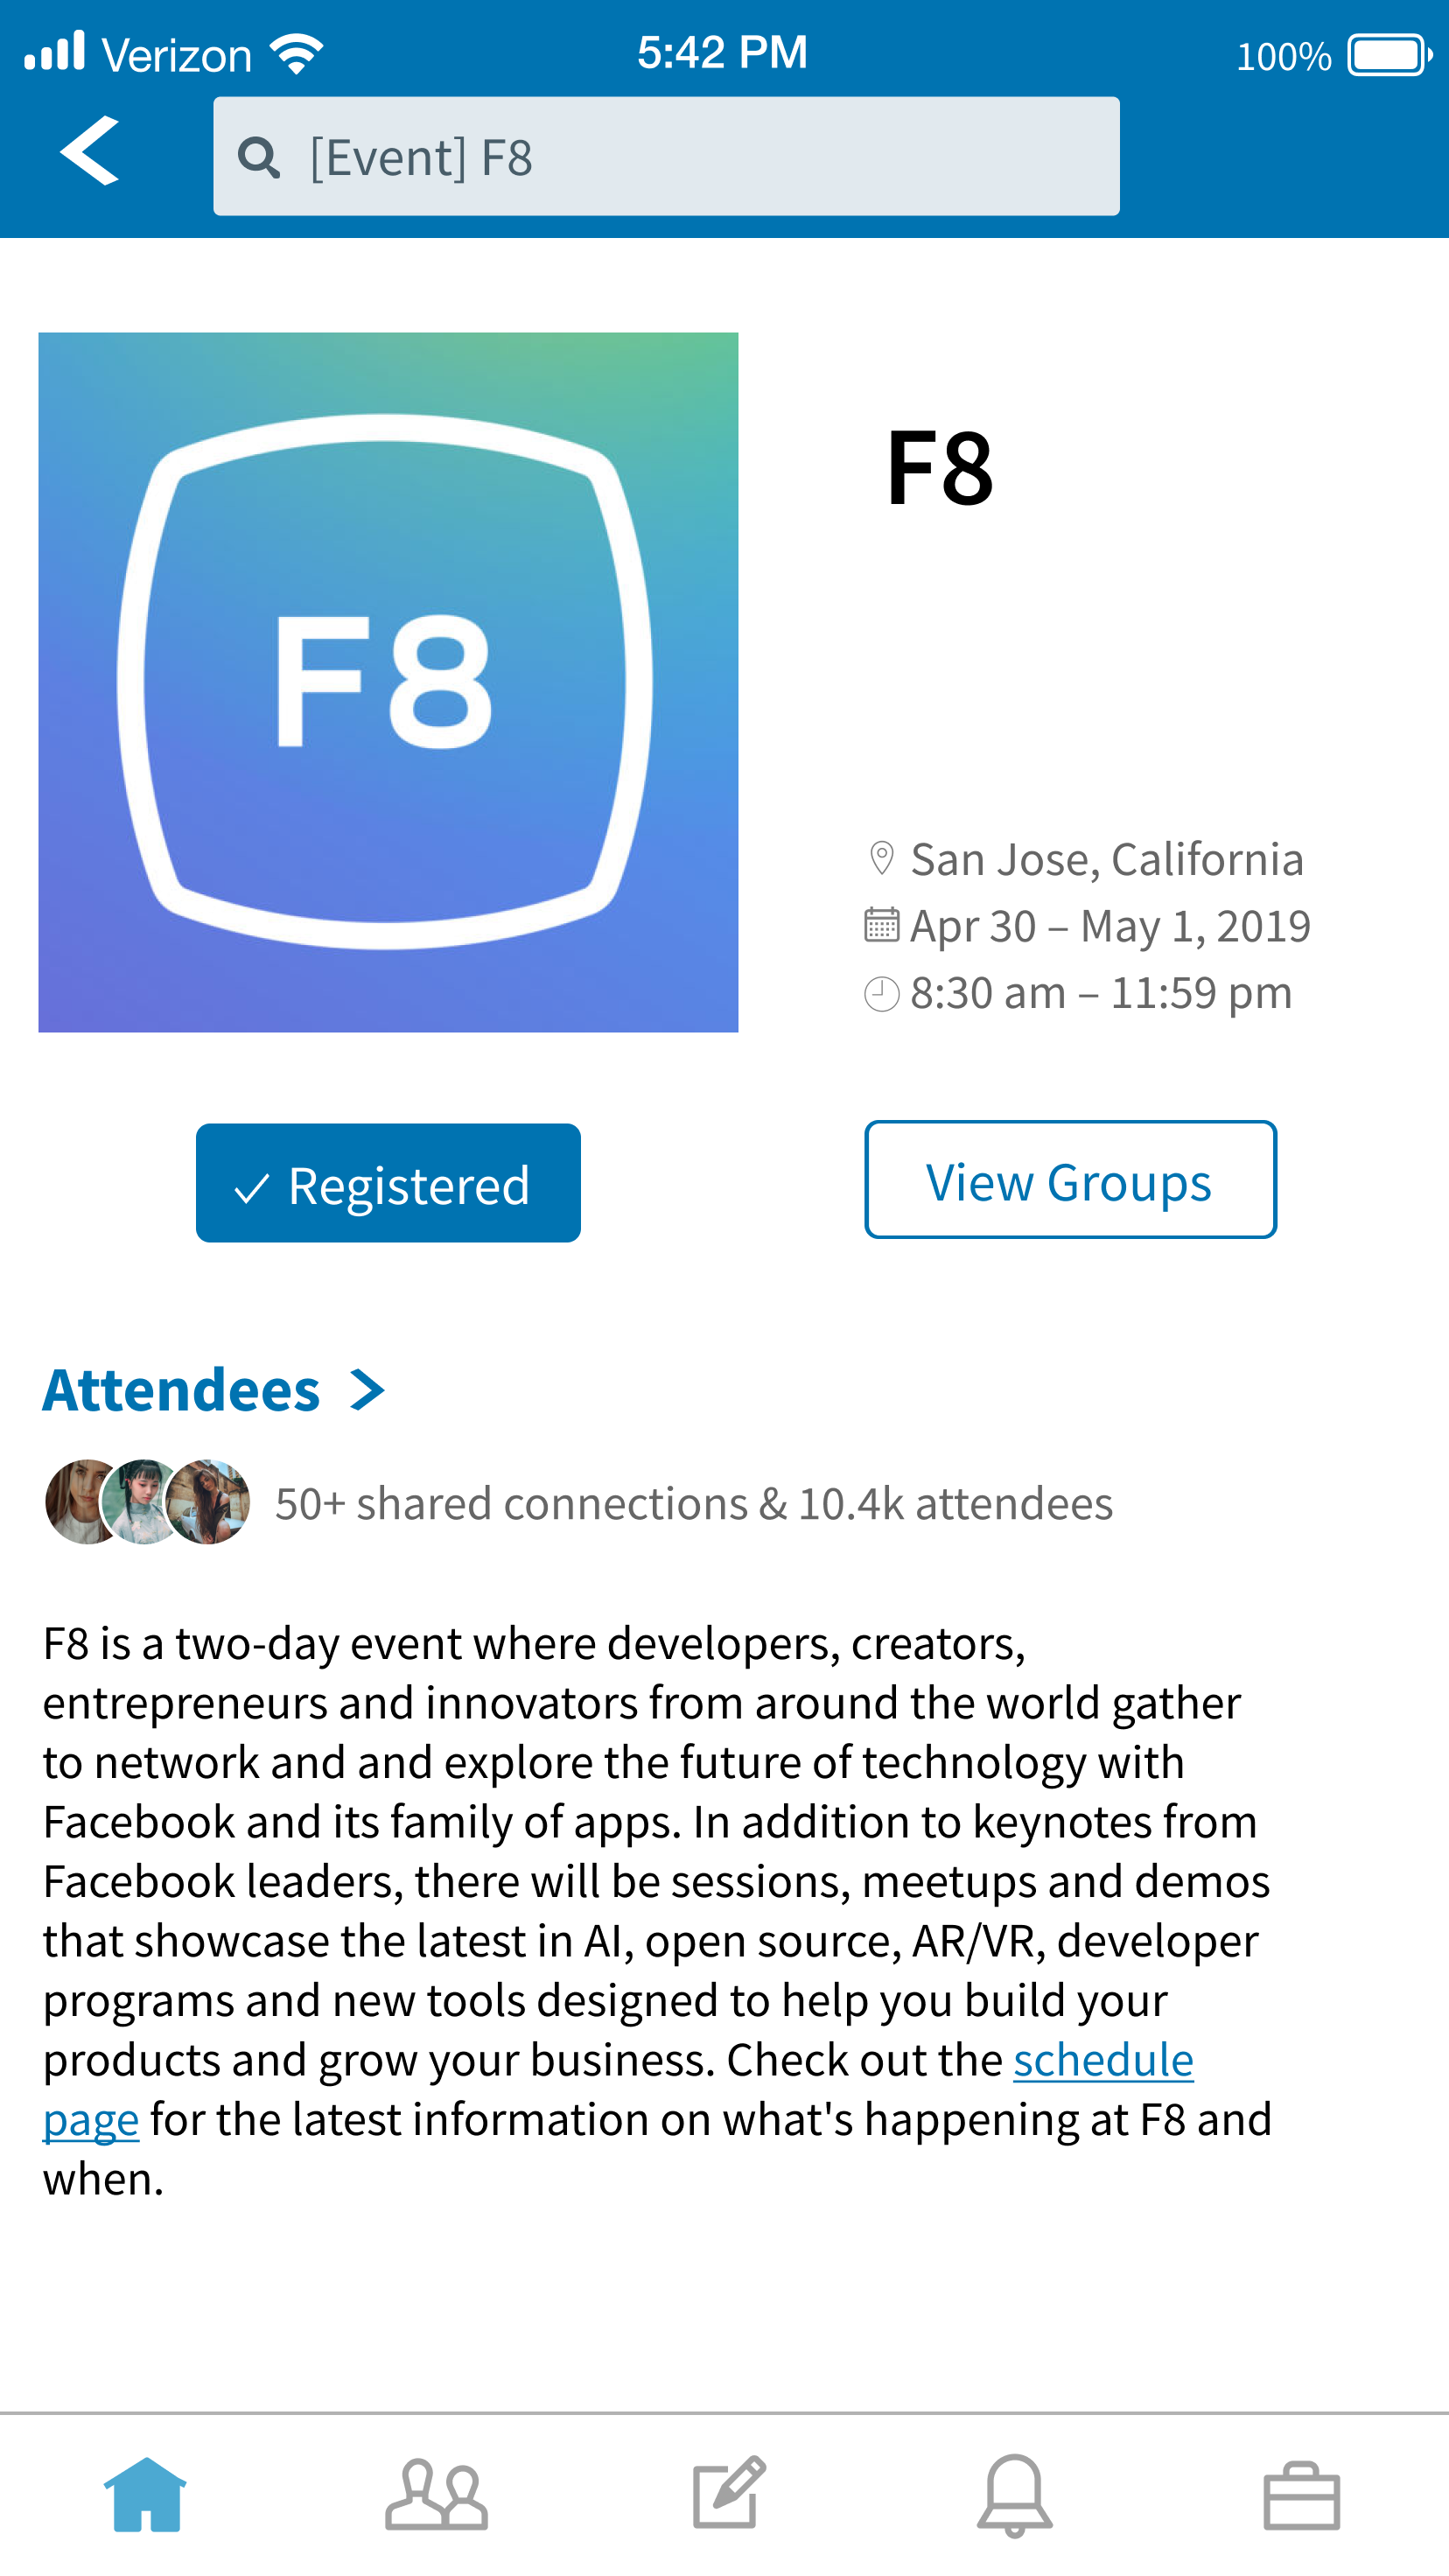 Verizon 5:42 PM 100%
[Event] F8
F8
F8
San Jose, California
Apr 30 – May 1, 2019
8:30 am – 11:59 pm
Registered
View Groups
Attendees
50+ shared connections & 10.4k attendees
F8 is a two-day event where developers, creators,
entrepreneurs and innovators from around the world gather
to network and and explore the future of technology with
Facebook and its family of apps. In addition to keynotes from
Facebook leaders, there will be sessions, meetups and demos
that showcase the latest in AI, open source, AR/VR, developer
programs and new tools designed to help you build your
products and grow your business. Check out the schedule
page for the latest information on what's happening at F8 and
when.